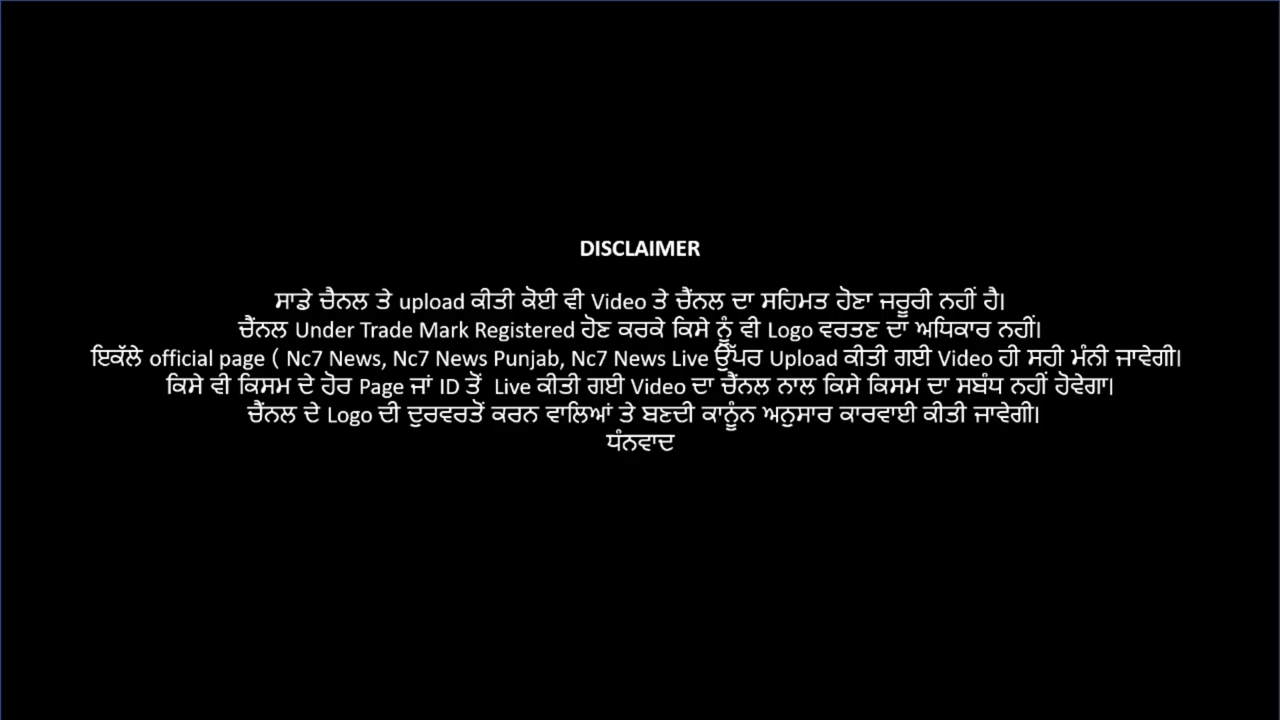 DISCLAIMER
ਸਾਡੇ ਚੈਨਲ ਤੇ upload ਕੀਤੀ ਕੋਈ ਵੀ Video ਤੇ ਚੈਂਨਲ ਦਾ ਸਹਿਮਤ ਹੋਣਾ ਜਰੂਰੀ ਨਹੀਂ ਹੈ।
ਚੈਂਨਲ Under Trade Mark Registered ਹੋਣ ਕਰਕੇ ਕਿਸੇ ਨੂੰ ਵੀ Logo ਵਰਤਣ ਦਾ ਅਧਿਕਾਰ ਨਹੀਂ।
ਇਕੱਲੇ official page ( Nc7 News, Nc7 News Punjab, Nc7 News Live ਉੱਪਰ Upload ਕੀਤੀ ਗਈ Video ਹੀ ਸਹੀ ਮੰਨੀ ਜਾਵੇਗੀ।
ਕਿਸੇ ਵੀ ਕਿਸਮ ਦੇ ਹੋਰ Page ਜਾਂ ID ਤੋਂ Live ਕੀਤੀ ਗਈ Video ਦਾ ਚੈਂਨਲ ਨਾਲ ਕਿਸੇ ਕਿਸਮ ਦਾ ਸਬੰਧ ਨਹੀਂ ਹੋਵੇਗਾ।
ਚੈਂਨਲ ਦੇ Logo ਦੀ ਦੁਰਵਰਤੋਂ ਕਰਨ ਵਾਲਿਆਂ ਤੇ ਬਣਦੀ ਕਾਨੂੰਨ ਅਨੁਸਾਰ ਕਾਰਵਾਈ ਕੀਤੀ ਜਾਵੇਗੀ।
ਧੰਨਵਾਦ